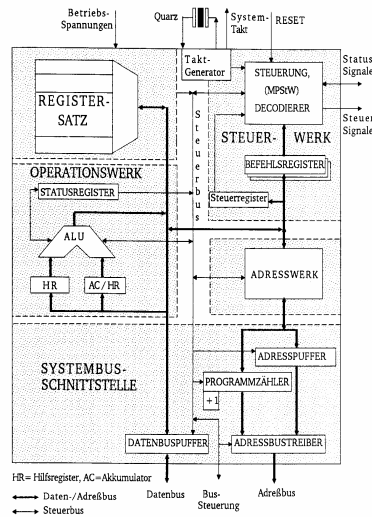 Betriebs-
Spannungen
Quarz
System-
Takt
RESET
Takt-
Generator
STEUERUNG,
(MPStW)
DECODIERER
Status
Signale
Steuer
Signale
REGISTER-
SATZ
Steuerbus
STEUER-WERK
BEFEHLSREGISTER
Steuerregister
OPERATIONSWERK
STATUSREGISTER
ALU
HR
AC/HR
ADRESSWERK
SYSTEMBUS-
SCHNITTSTELLE
ADRESSPUFFER
PROGRAMMZÄHLER
+1
DATENBUSPUFFER
ADRESSBUSTREIBER
HR= Hilfsregister, AC=Akkumulator
Daten-/Adreßbus
Steuerbus
Datenbus
Bus-
Steuerung
Adreßbus